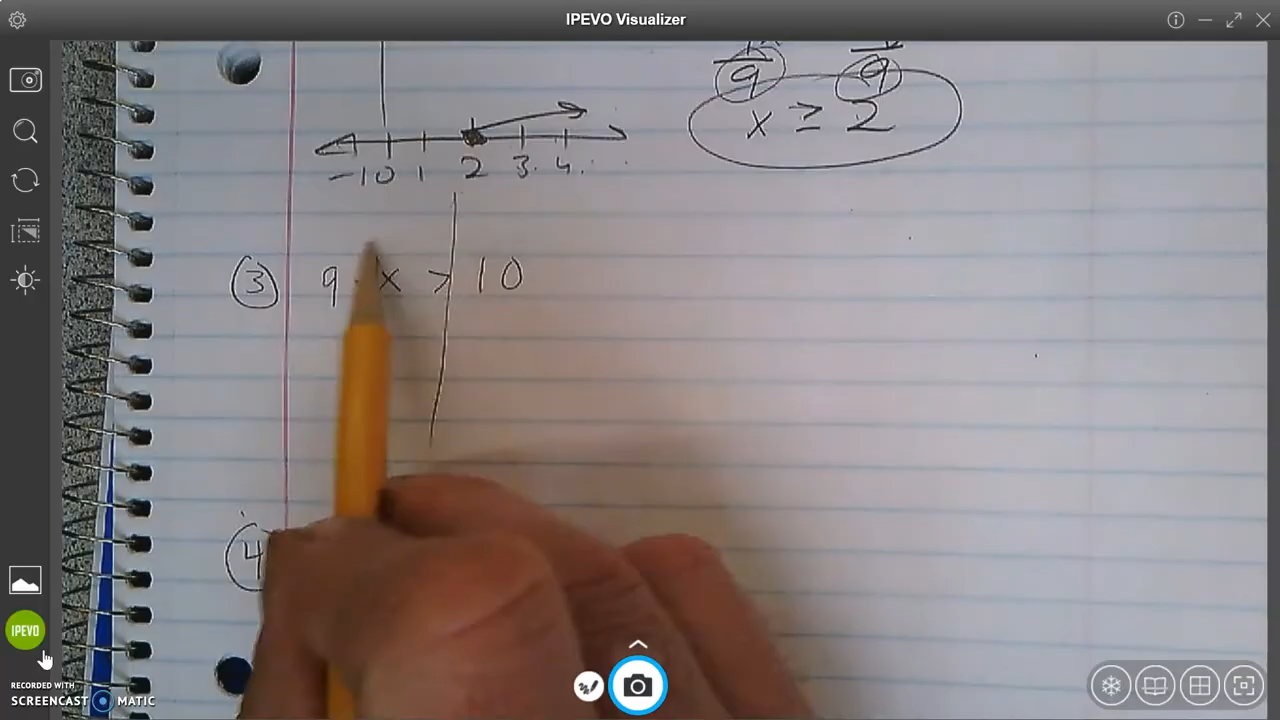 IPEVO Visualizer
9 9
x ≥ 2
-1 0 1 2 3. 4. . .
③ 9 x > 10
④
IPEVO
RECORDED WITH
SCREENCAST MATIC